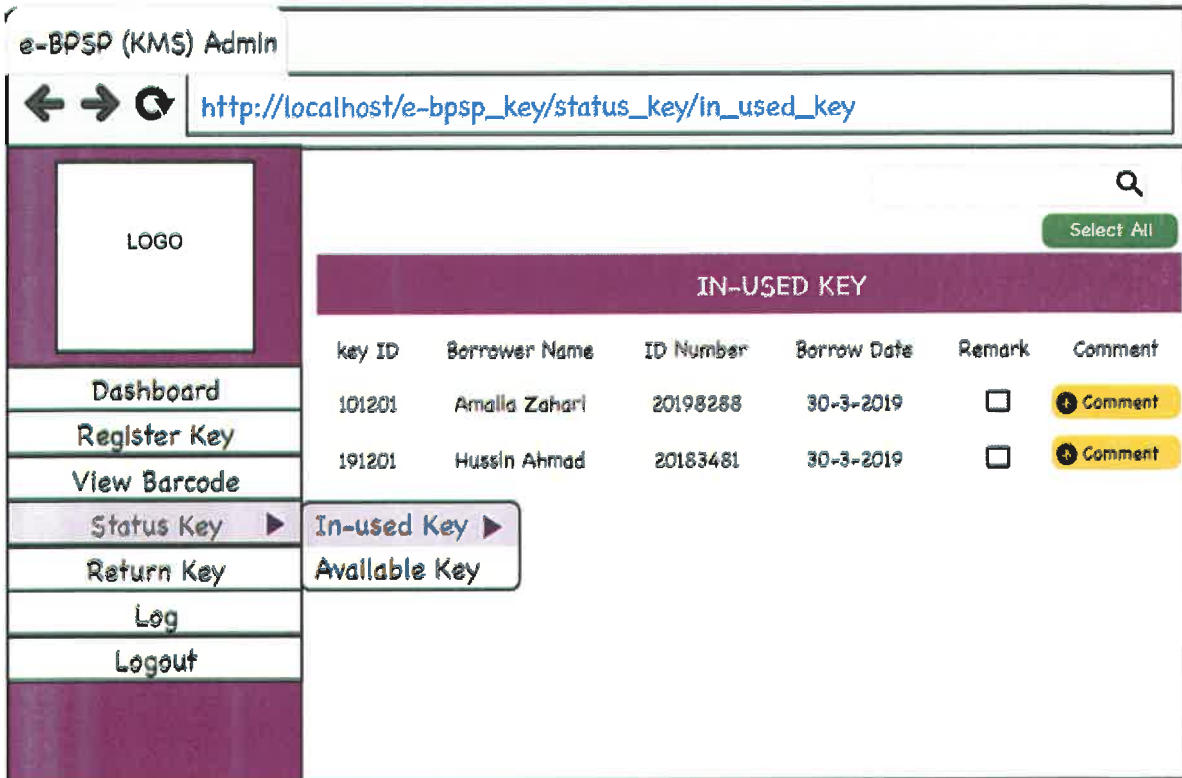 e-BPSP (KMS) Admin
http://localhost/e-bpsp_key/status_key/in_used_key
LOGO
Select All
IN-USED KEY
key ID Borrower Name ID Number Borrow Date Remark Comment
101201 Amalia Zahari 20198288 30-3-2019 Comment
191201 Hussin Ahmad 20183481 30-3-2019 Comment
Dashboard
Register Key
View Barcode
Status Key
In-used Key
Available Key
Return Key
Log
Logout